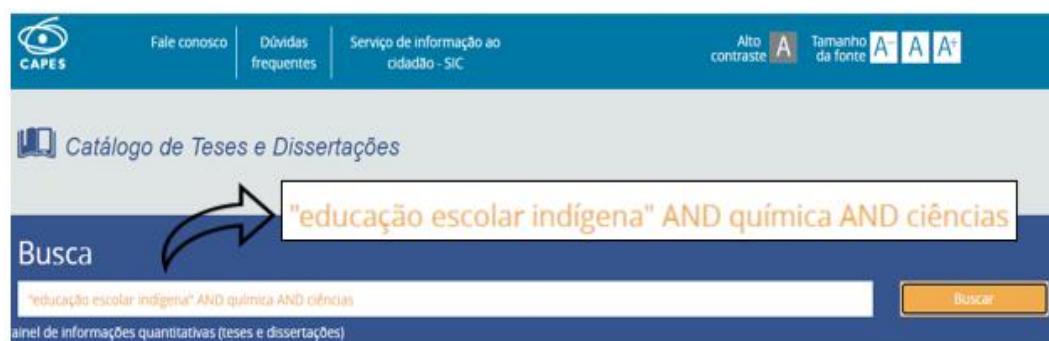 CAPES
Fale conosco
Dúvidas
frequentes
Serviço de informação ao
cidadão - SIC
Alto
contraste A
Tamanho
da fonte A- A A+
Catálogo de Teses e Dissertações
"educação escolar indígena" AND química AND ciências
Busca
"educação escolar indígena" AND química AND ciências
Buscar
ainel de informações quantitativas (teses e dissertações)